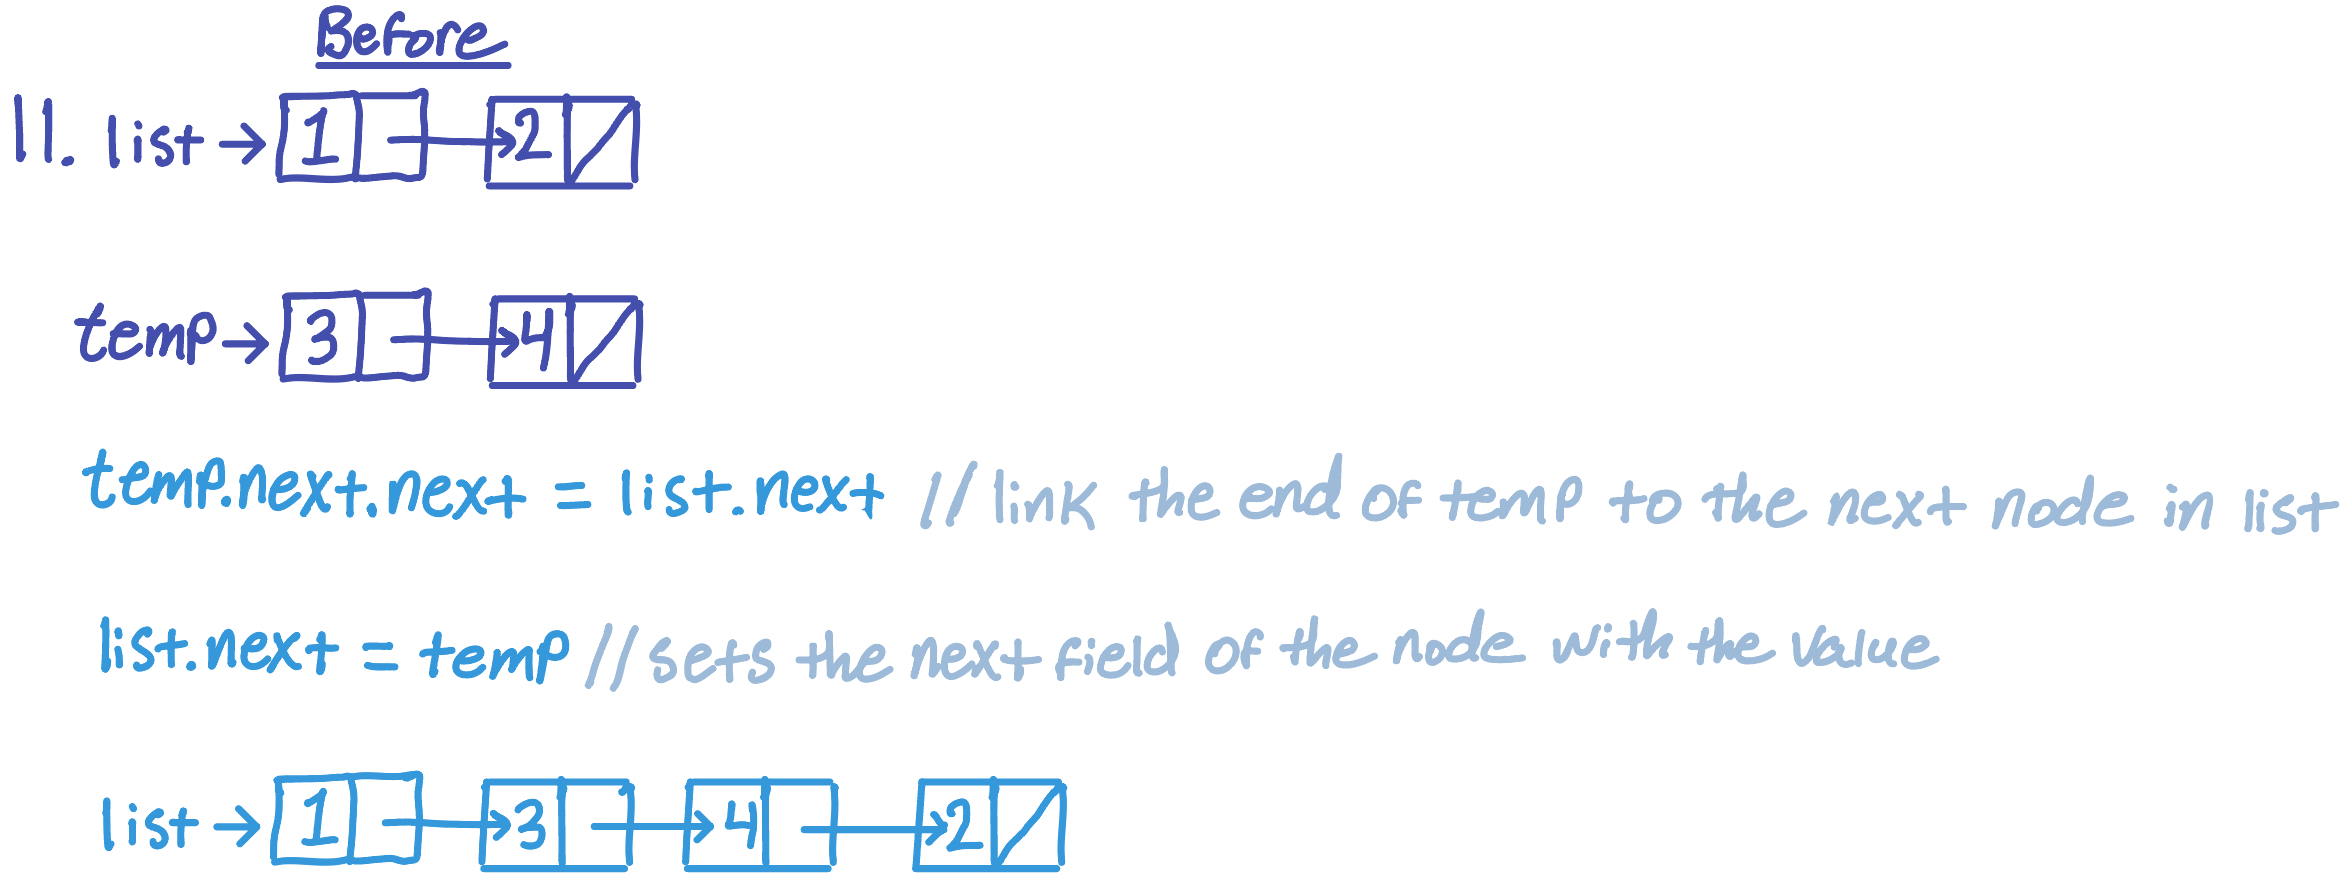 Before
11. list → 1 → 2
temp → 3 → 4
temp.next.next = list.next // link the end of temp to the next node in list
list.next = temp // sets the next field of the node with the value
list → 1 → 3 → 4 → 2